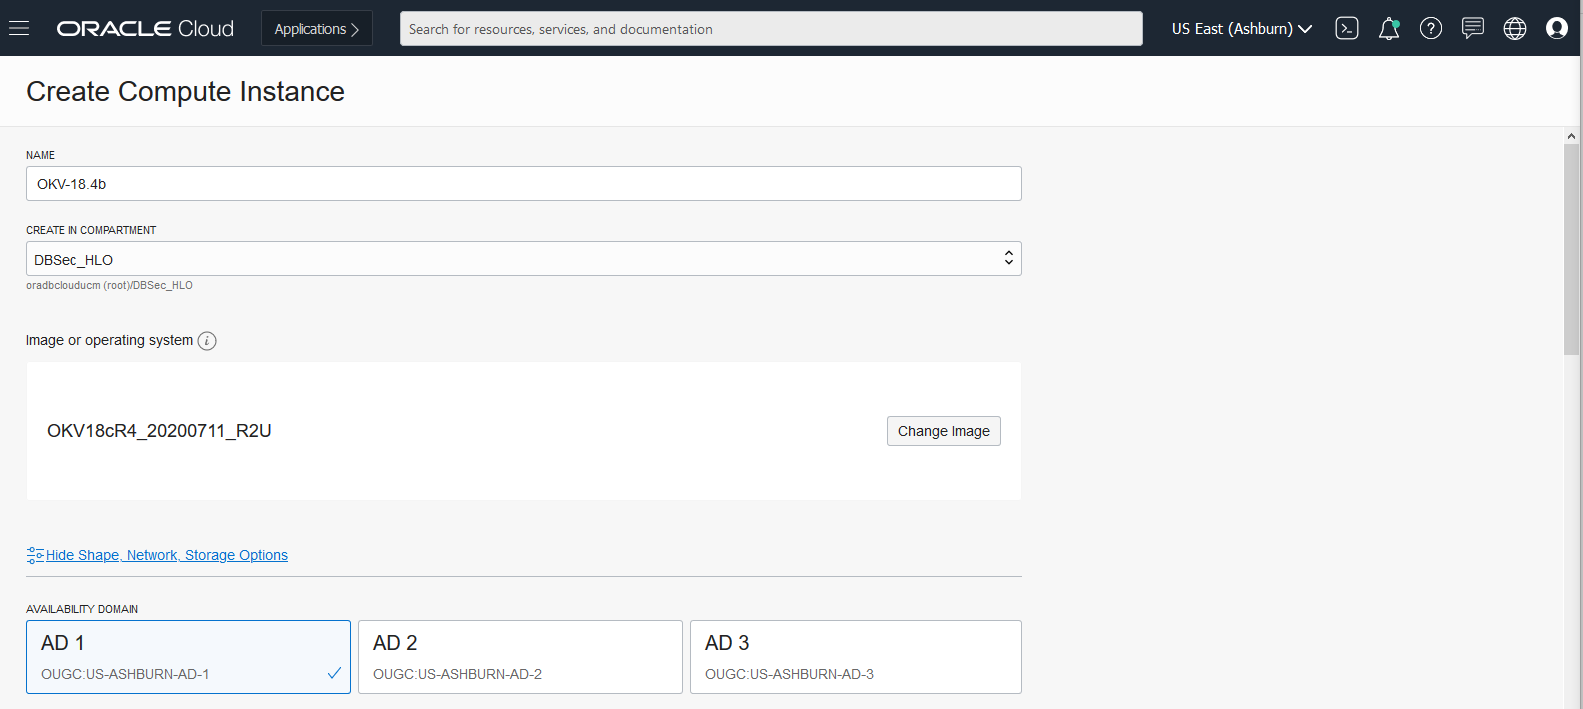 ORACLE Cloud
Applications
Search for resources, services, and documentation
US East (Ashburn)
Create Compute Instance
NAME
OKV-18.4b
CREATE IN COMPARTMENT
DBSec_HLO
oradbclouducm (root)/DBSec_HLO
Image or operating system
OKV18cR4_20200711_R2U
Change Image
Hide Shape, Network, Storage Options
AVAILABILITY DOMAIN
AD 1
OUGC:US-ASHBURN-AD-1
AD 2
OUGC:US-ASHBURN-AD-2
AD 3
OUGC:US-ASHBURN-AD-3